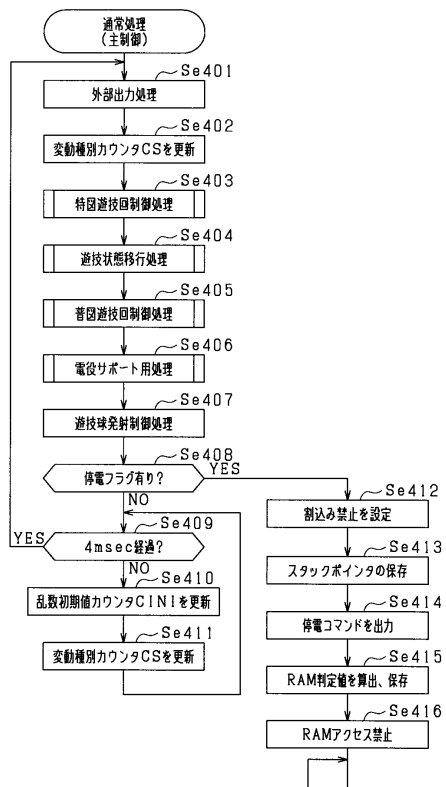 通常処理
(主制御)
Se401
外部出力処理
Se402
変動種別カウンタCSを更新
Se403
特図遊技回制御処理
Se404
遊技状態移行処理
Se405
普図遊技回制御処理
Se406
電役サポート用処理
Se407
遊技球発射制御処理
Se408
停電フラグ有り?
YES
NO
Se409
YES
4msec経過?
NO
Se410
乱数初期値カウンタCINIを更新
Se411
変動種別カウンタCSを更新
Se412
割込み禁止を設定
Se413
スタックポインタの保存
Se414
停電コマンドを出力
Se415
RAM判定値を算出、保存
Se416
RAMアクセス禁止